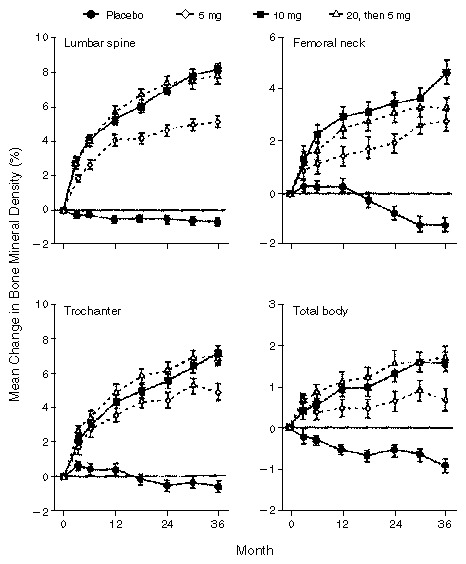 Placebo 5 mg 10 mg 20, then 5 mg
Mean Change in Bone Mineral Density (%)
Lumbar spine
10
8
6
4
2
0
−2
Femoral neck
6
4
2
0
−2
Trochanter
10
8
6
4
2
0
−2
0 12 24 36
Total body
3
2
1
0
−1
−2
0 12 24 36
Month